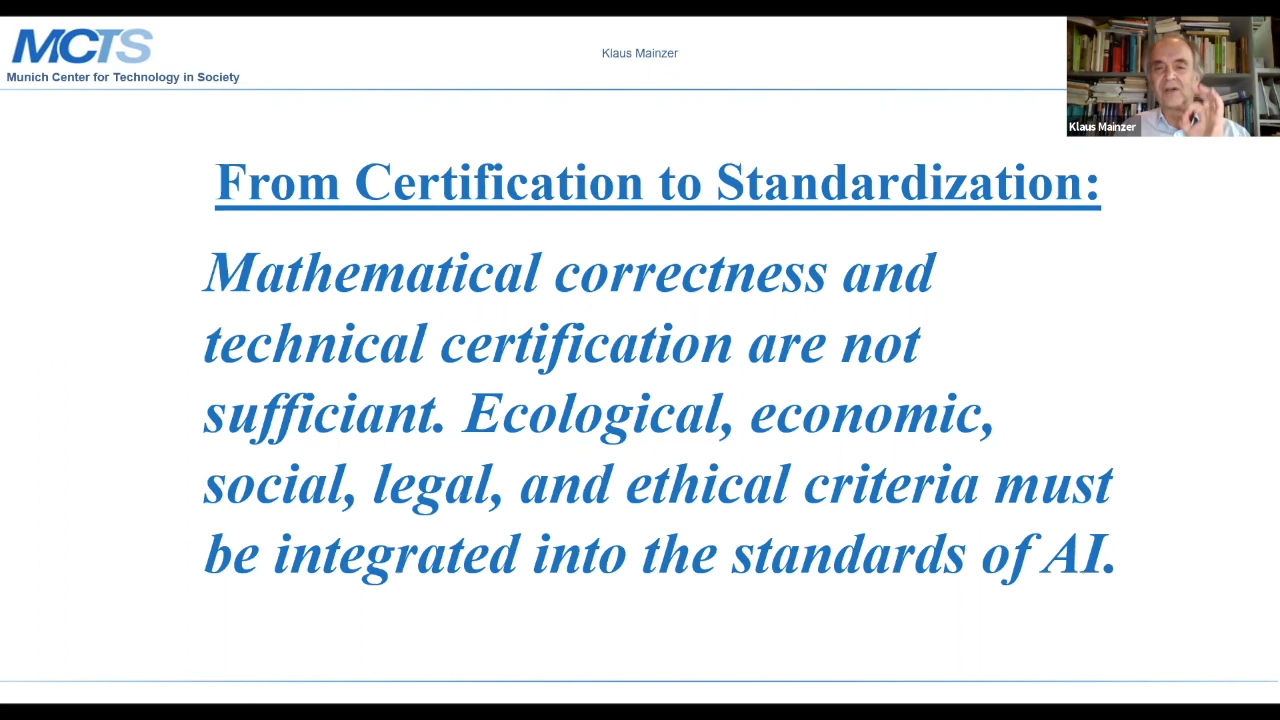 MCTS
Munich Center for Technology in Society
Klaus Mainzer
Klaus Mainzer
From Certification to Standardization:
Mathematical correctness and
technical certification are not
sufficiant. Ecological, economic,
social, legal, and ethical criteria must
be integrated into the standards of AI.